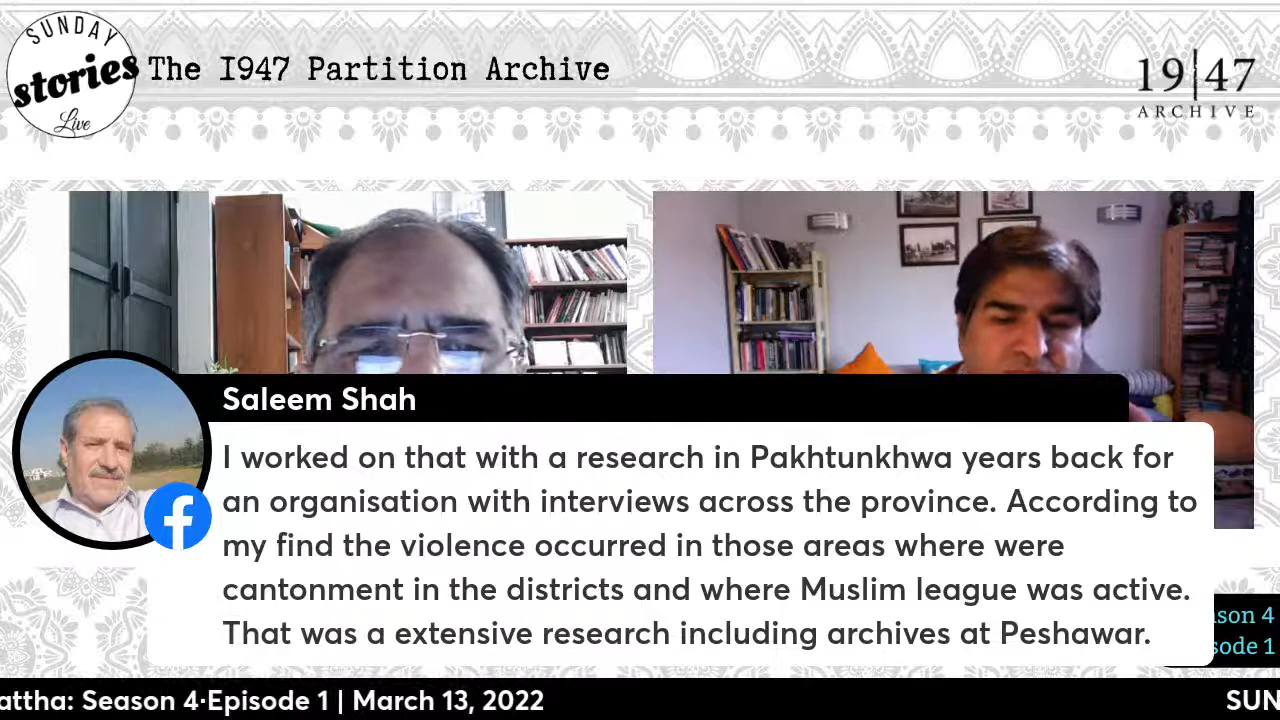 SUNDAY
stories
Live
The 1947 Partition Archive
19|47
ARCHIVE
Saleem Shah
I worked on that with a research in Pakhtunkhwa years back for
an organisation with interviews across the province. According to
my find the violence occurred in those areas where were
cantonment in the districts and where Muslim league was active.
That was a extensive research including archives at Peshawar.
son 4
sode 1
attha: Season 4·Episode 1 | March 13, 2022
SUN